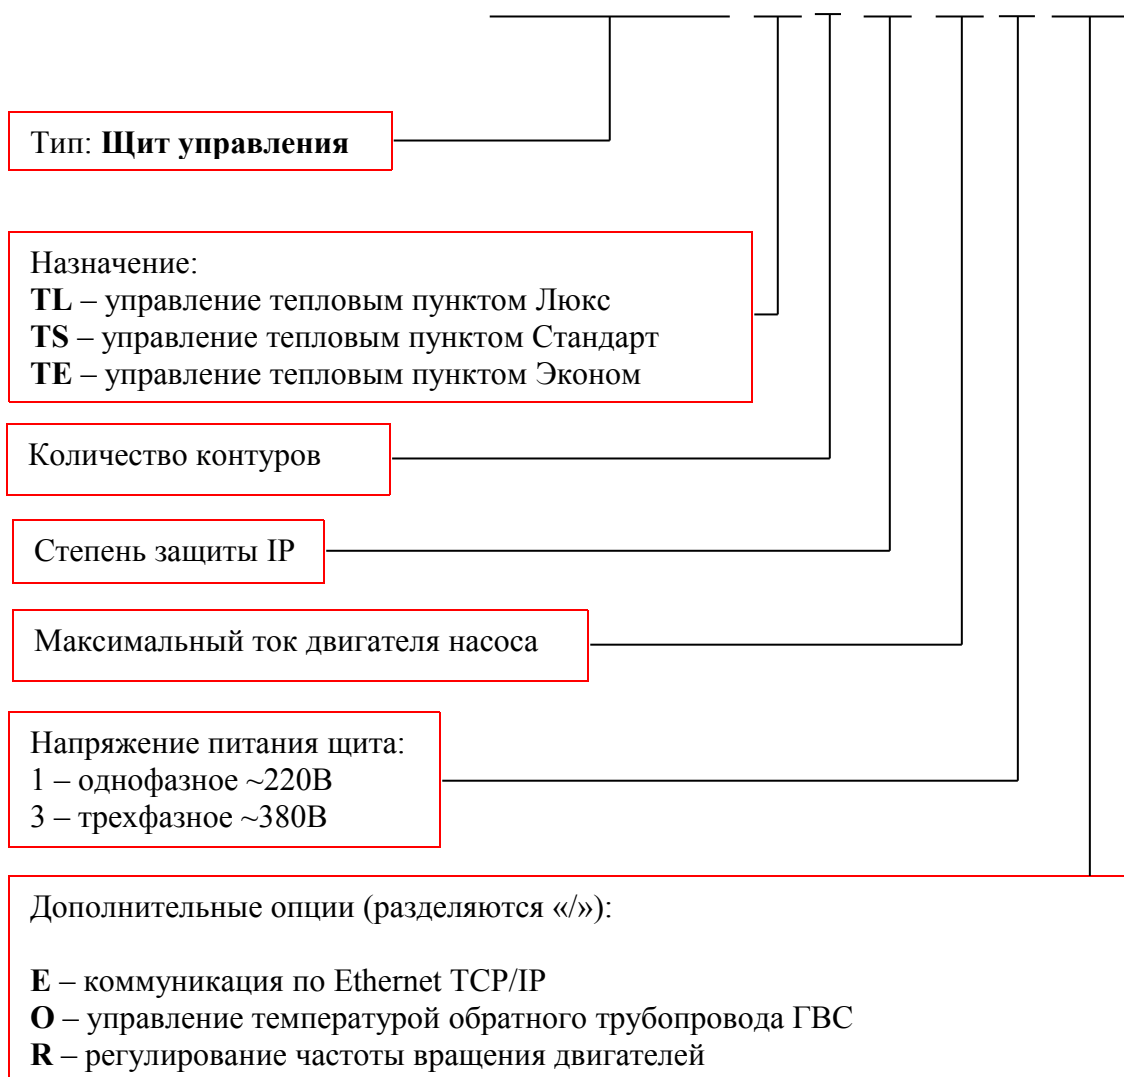 Тип: Щит управления
Назначение:
TL – управление тепловым пунктом Люкс
TS – управление тепловым пунктом Стандарт
TE – управление тепловым пунктом Эконом
Количество контуров
Степень защиты IP
Максимальный ток двигателя насоса
Напряжение питания щита:
1 – однофазное ~220В
3 – трехфазное ~380В
Дополнительные опции (разделяются «/»):
E – коммуникация по Ethernet TCP/IP
O – управление температурой обратного трубопровода ГВС
R – регулирование частоты вращения двигателей